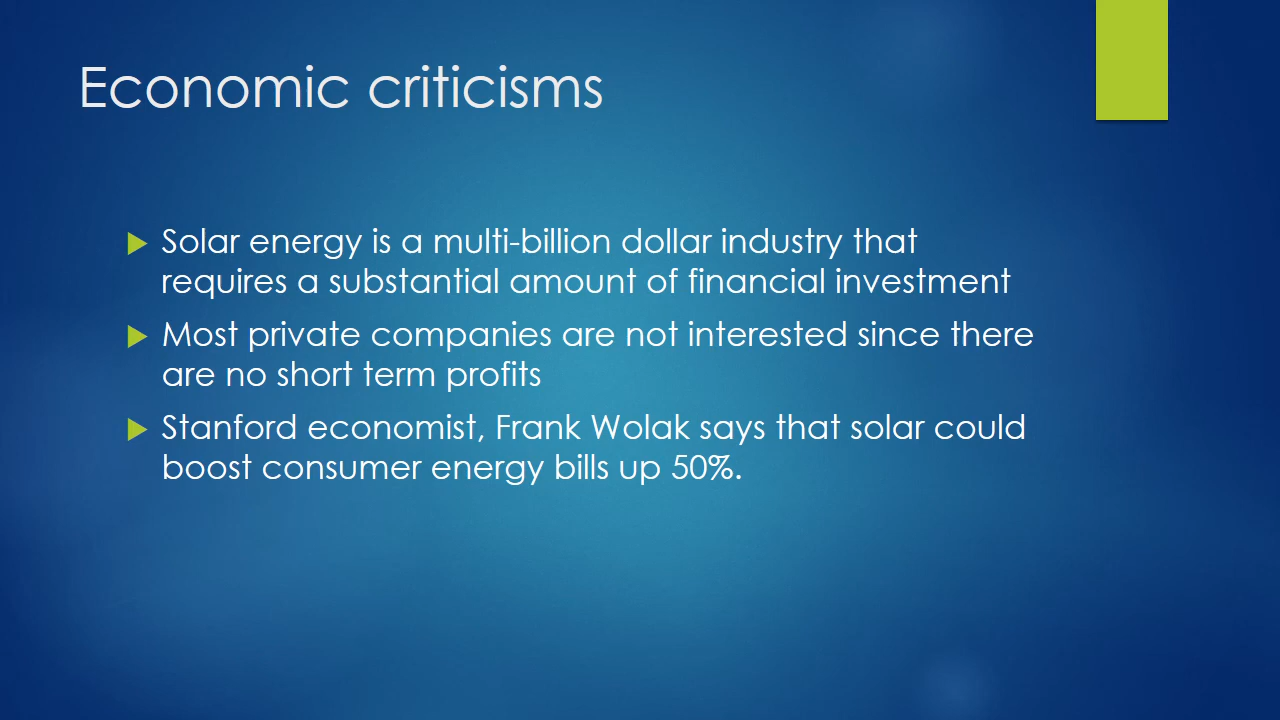 Economic criticisms
Solar energy is a multi-billion dollar industry that
requires a substantial amount of financial investment
Most private companies are not interested since there
are no short term profits
Stanford economist, Frank Wolak says that solar could
boost consumer energy bills up 50%.